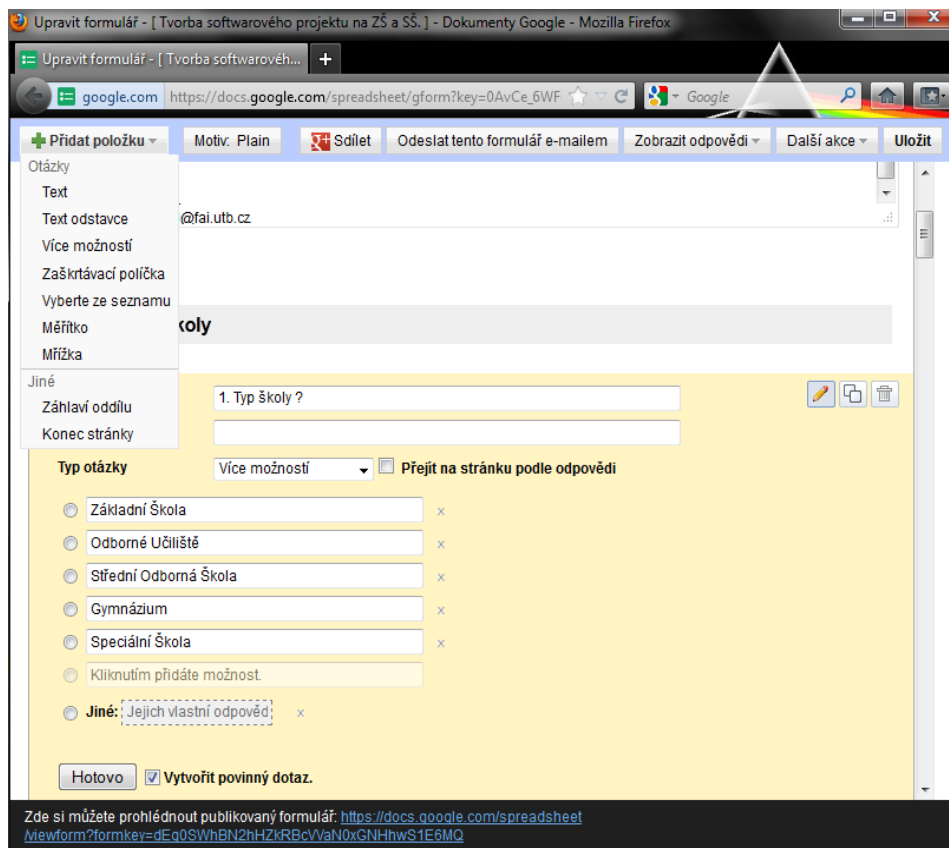 Upravit formulář - [ Tvorba softwarového projektu na ZŠ a SŠ. ] - Dokumenty Google - Mozilla Firefox
Upravit formulář - [ Tvorba softwarovéh...
google.com https://docs.google.com/spreadsheet/gform?key=0AvCe_6WF Google
Přidat položku Motiv: Plain Sdílet Odeslat tento formulář e-mailem Zobrazit odpovědi Další akce Uložit
Otázky
Text
Text odstavce @fai.utb.cz
Více možností
Zaškrtávací políčka
Vyberte ze seznamu
Měřítko koly
Mřížka
Jiné
1. Typ školy ?
Záhlaví oddílu
Konec stránky
Typ otázky Více možností Přejít na stránku podle odpovědi
Základní Škola x
Odborné Učiliště x
Střední Odborná Škola x
Gymnázium x
Speciální Škola x
Kliknutím přidáte možnost.
Jiné: Jejich vlastní odpověd x
Hotovo Vytvořit povinný dotaz.
Zde si můžete prohlédnout publikovaný formulář: https://docs.google.com/spreadsheet
/viewform?formkey=dEq0SWhBN2hHZkRBcVVaN0xGNHhwS1E6MQ